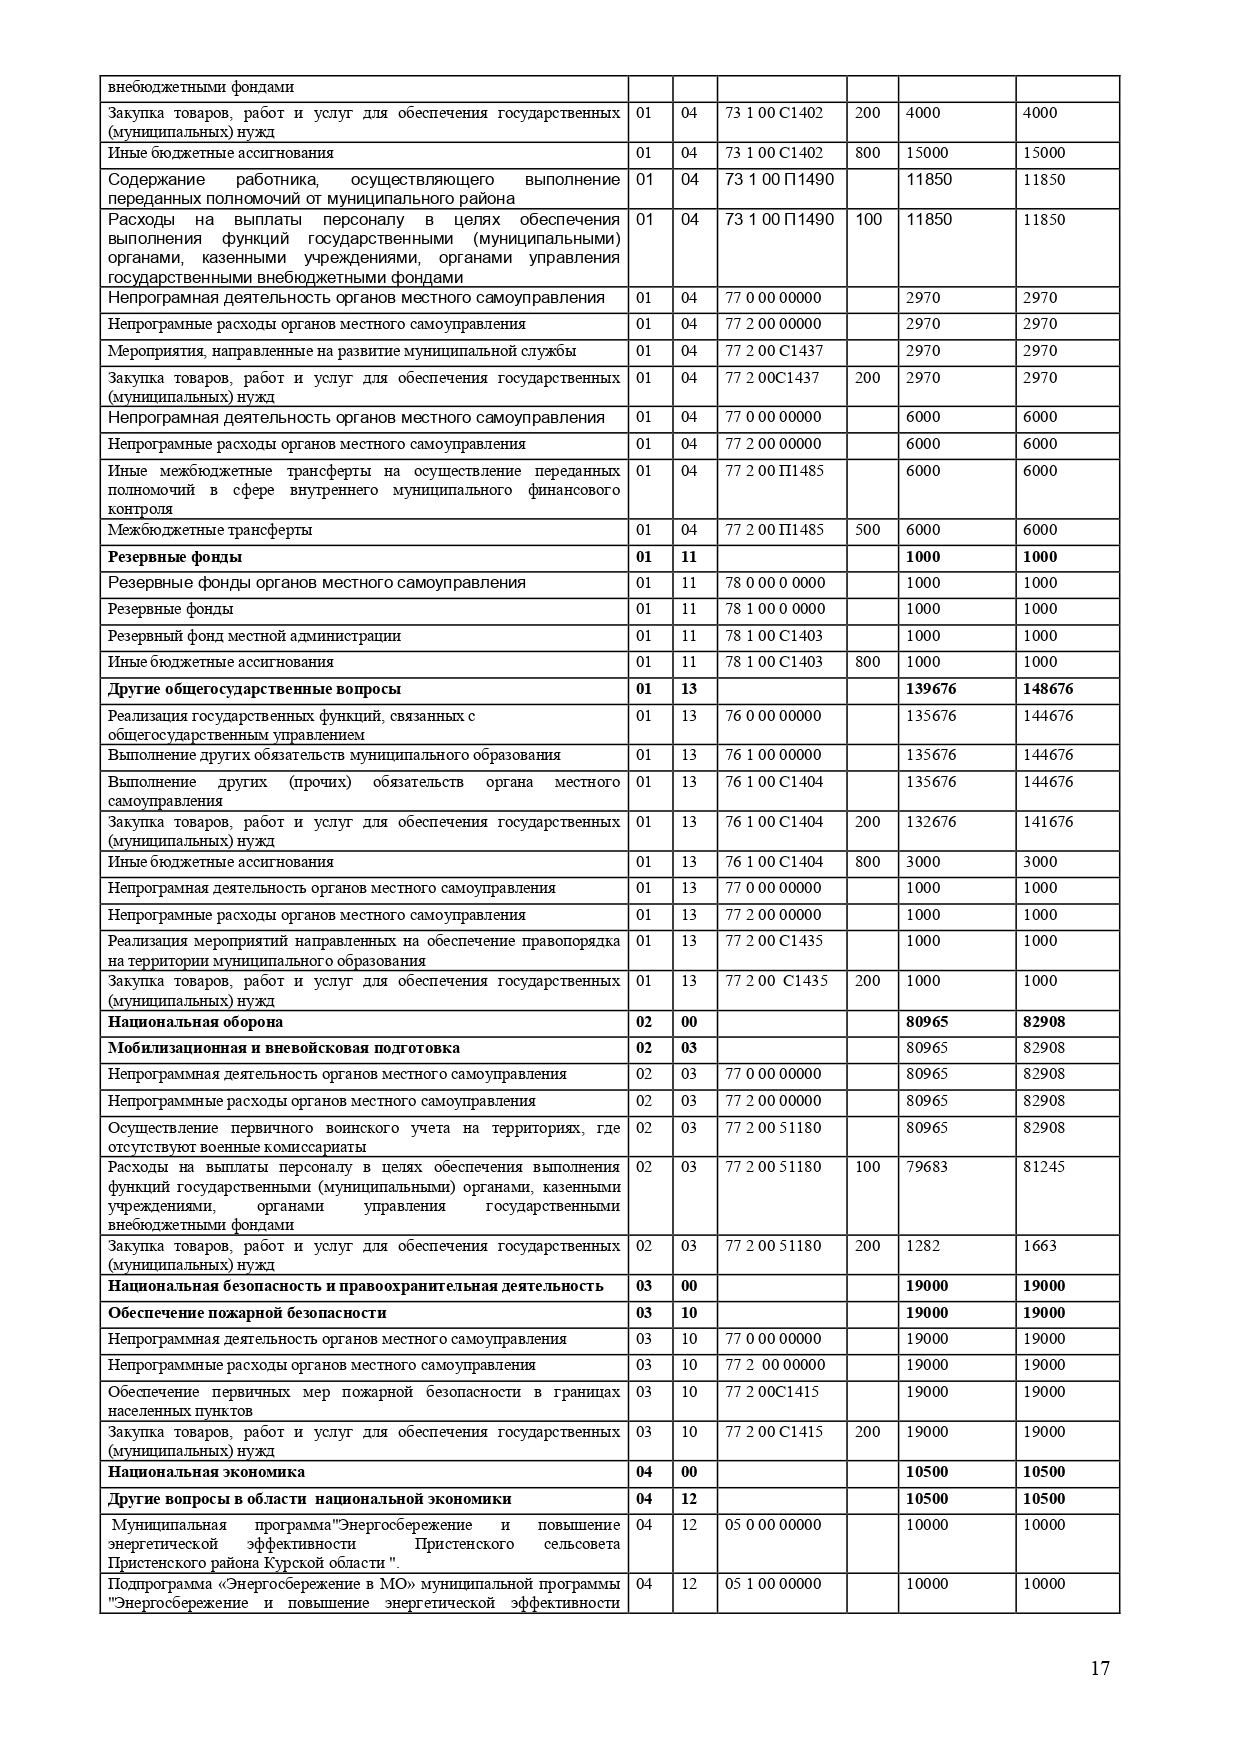 внебюджетными фондами
Закупка товаров, работ и услуг для обеспечения государственных 01 04 73 1 00 С1402 200 4000 4000
(муниципальных) нужд
Иные бюджетные ассигнования 01 04 73 1 00 С1402 800 15000 15000
Содержание работника, осуществляющего выполнение 01 04 73 1 00 П1490 11850 11850
переданных полномочий от муниципального района
Расходы на выплаты персоналу в целях обеспечения 01 04 73 1 00 П1490 100 11850 11850
выполнения функций государственными (муниципальными)
органами, казенными учреждениями, органами управления
государственными внебюджетными фондами
Непрограмная деятельность органов местного самоуправления 01 04 77 0 00 00000 2970 2970
Непрограмные расходы органов местного самоуправления 01 04 77 2 00 00000 2970 2970
Мероприятия, направленные на развитие муниципальной службы 01 04 77 2 00 С1437 2970 2970
Закупка товаров, работ и услуг для обеспечения государственных 01 04 77 2 00С1437 200 2970 2970
(муниципальных) нужд
Непрограмная деятельность органов местного самоуправления 01 04 77 0 00 00000 6000 6000
Непрограмные расходы органов местного самоуправления 01 04 77 2 00 00000 6000 6000
Иные межбюджетные трансферты на осуществление переданных 01 04 77 2 00 П1485 6000 6000
полномочий в сфере внутреннего муниципального финансового
контроля
Межбюджетные трансферты 01 04 77 2 00 П1485 500 6000 6000
Резервные фонды 01 11 1000 1000
Резервные фонды органов местного самоуправления 01 11 78 0 00 0 0000 1000 1000
Резервные фонды 01 11 78 1 00 0 0000 1000 1000
Резервный фонд местной администрации 01 11 78 1 00 С1403 1000 1000
Иные бюджетные ассигнования 01 11 78 1 00 С1403 800 1000 1000
Другие общегосударственные вопросы 01 13 139676 148676
Реализация государственных функций, связанных с 01 13 76 0 00 00000 135676 144676
общегосударственным управлением
Выполнение других обязательств муниципального образования 01 13 76 1 00 00000 135676 144676
Выполнение других (прочих) обязательств органа местного 01 13 76 1 00 С1404 135676 144676
самоуправления
Закупка товаров, работ и услуг для обеспечения государственных 01 13 76 1 00 С1404 200 132676 141676
(муниципальных) нужд
Иные бюджетные ассигнования 01 13 76 1 00 С1404 800 3000 3000
Непрограмная деятельность органов местного самоуправления 01 13 77 0 00 00000 1000 1000
Непрограмные расходы органов местного самоуправления 01 13 77 2 00 00000 1000 1000
Реализация мероприятий направленных на обеспечение правопорядка 01 13 77 2 00 С1435 1000 1000
на территории муниципального образования
Закупка товаров, работ и услуг для обеспечения государственных 01 13 77 2 00 С1435 200 1000 1000
(муниципальных) нужд
Национальная оборона 02 00 80965 82908
Мобилизационная и вневойсковая подготовка 02 03 80965 82908
Непрограммная деятельность органов местного самоуправления 02 03 77 0 00 00000 80965 82908
Непрограммные расходы органов местного самоуправления 02 03 77 2 00 00000 80965 82908
Осуществление первичного воинского учета на территориях, где 02 03 77 2 00 51180 80965 82908
отсутствуют военные комиссариаты
Расходы на выплаты персоналу в целях обеспечения выполнения 02 03 77 2 00 51180 100 79683 81245
функций государственными (муниципальными) органами, казенными
учреждениями, органами управления государственными
внебюджетными фондами
Закупка товаров, работ и услуг для обеспечения государственных 02 03 77 2 00 51180 200 1282 1663
(муниципальных) нужд
Национальная безопасность и правоохранительная деятельность 03 00 19000 19000
Обеспечение пожарной безопасности 03 10 19000 19000
Непрограммная деятельность органов местного самоуправления 03 10 77 0 00 00000 19000 19000
Непрограммные расходы органов местного самоуправления 03 10 77 2 00 00000 19000 19000
Обеспечение первичных мер пожарной безопасности в границах 03 10 77 2 00С1415 19000 19000
населенных пунктов
Закупка товаров, работ и услуг для обеспечения государственных 03 10 77 2 00 С1415 200 19000 19000
(муниципальных) нужд
Национальная экономика 04 00 10500 10500
Другие вопросы в области национальной экономики 04 12 10500 10500
Муниципальная программа"Энергосбережение и повышение 04 12 05 0 00 00000 10000 10000
энергетической эффективности Пристенского сельсовета
Пристенского района Курской области ".
Подпрограмма «Энергосбережение в МО» муниципальной программы 04 12 05 1 00 00000 10000 10000
"Энергосбережение и повышение энергетической эффективности
17